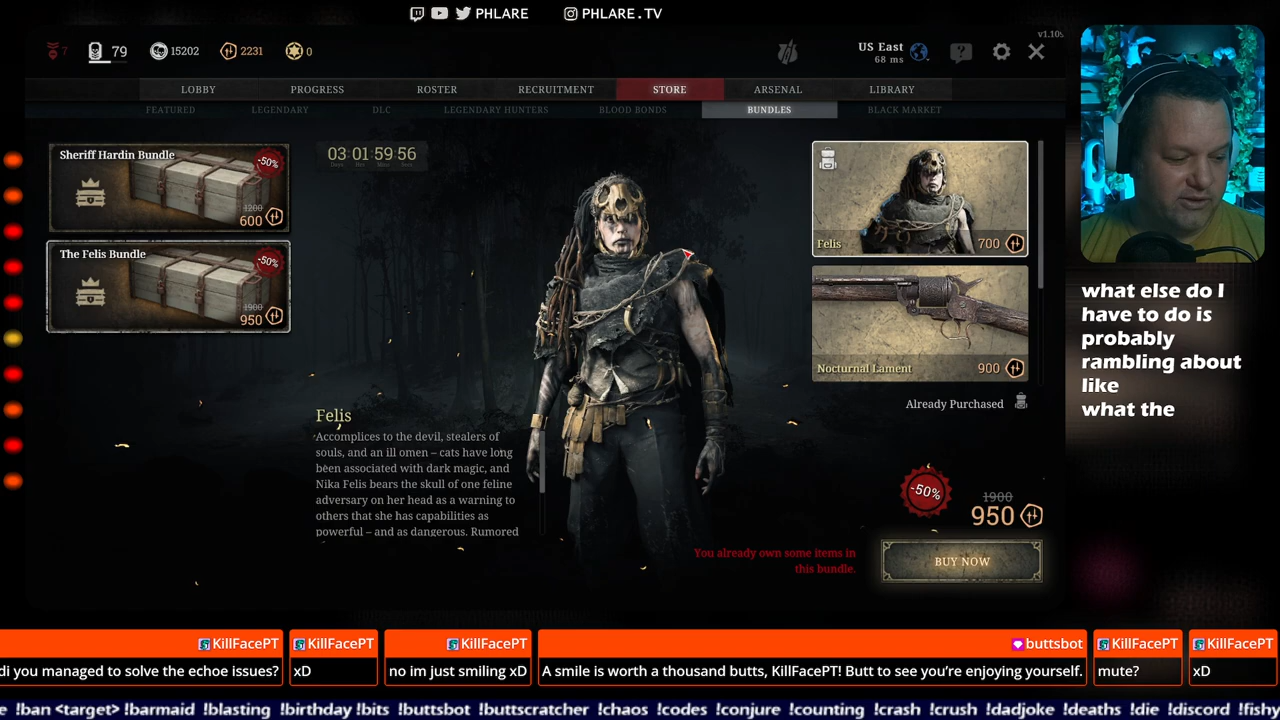 PHLARE PHLARE.TV
v1.10
7 79 15202 2231 0
US East
68 ms
LOBBY PROGRESS ROSTER RECRUITMENT STORE ARSENAL LIBRARY
FEATURED LEGENDARY DLC LEGENDARY HUNTERS BLOOD BONDS BUNDLES BLACK MARKET
Sheriff Hardin Bundle
-50%
1200
600
The Felis Bundle
-50%
1900
950
03 01 59 56
Days Hrs Mins Secs
Felis 700
Nocturnal Lament 900
Already Purchased
Felis
Accomplices to the devil, stealers of
souls, and an ill omen – cats have long
been associated with dark magic, and
Nika Felis bears the skull of one feline
adversary on her head as a warning to
others that she has capabilities as
powerful – and as dangerous. Rumored
-50%
1900
950
You already own some items in
this bundle.
BUY NOW
what else do I
have to do is
probably
rambling about
like
what the
KillFacePT KillFacePT KillFacePT buttsbot KillFacePT KillFacePT
di you managed to solve the echoe issues? xD no im just smiling xD A smile is worth a thousand butts, KillFacePT! Butt to see you're enjoying yourself. mute? xD
e !ban <target> !barmaid !birthday !blasting !bits !buttsbot !buttscratcher !chaos !codes !conjure !counting !crash !crush !dadjoke !deaths !die !discord !fishy